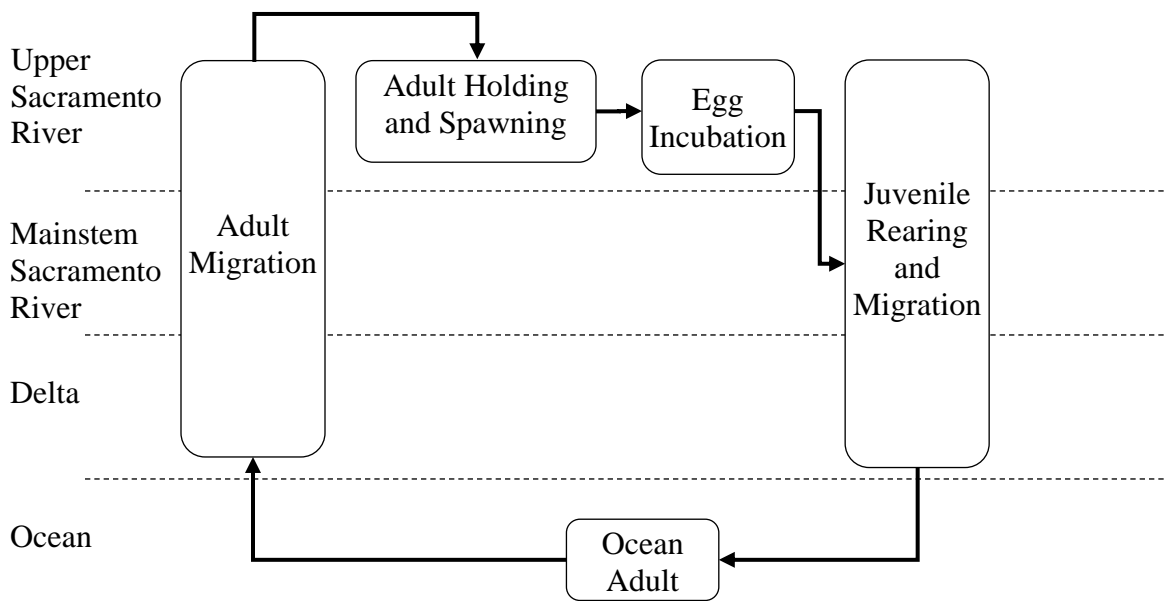 Upper
Sacramento
River
Adult Holding
and Spawning
Egg
Incubation
Mainstem
Sacramento
River
Adult
Migration
Juvenile
Rearing
and
Migration
Delta
Ocean
Ocean
Adult